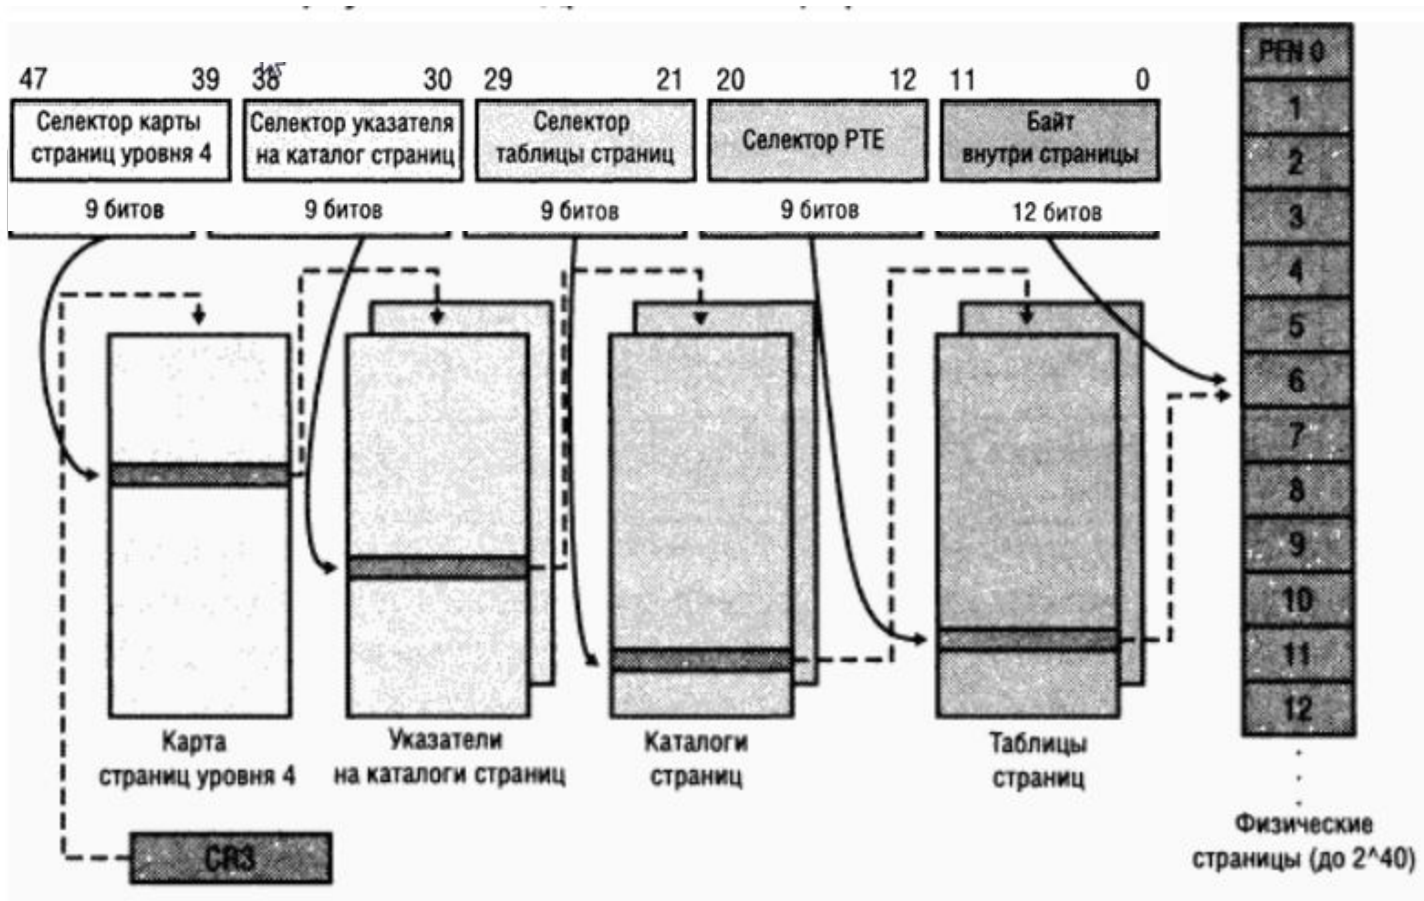 47 39 38 30 29 21 20 12 11 0
Селектор карты
страниц уровня 4
Селектор указателя
на каталог страниц
Селектор
таблицы страниц
Селектор PTE
Байт
внутри страницы
9 битов
9 битов
9 битов
9 битов
12 битов
PFN 0
1
2
3
4
5
6
7
8
9
10
11
12
Карта
страниц уровня 4
Указатели
на каталоги страниц
Каталоги
страниц
Таблицы
страниц
CR3
Физические
страницы (до 2^40)